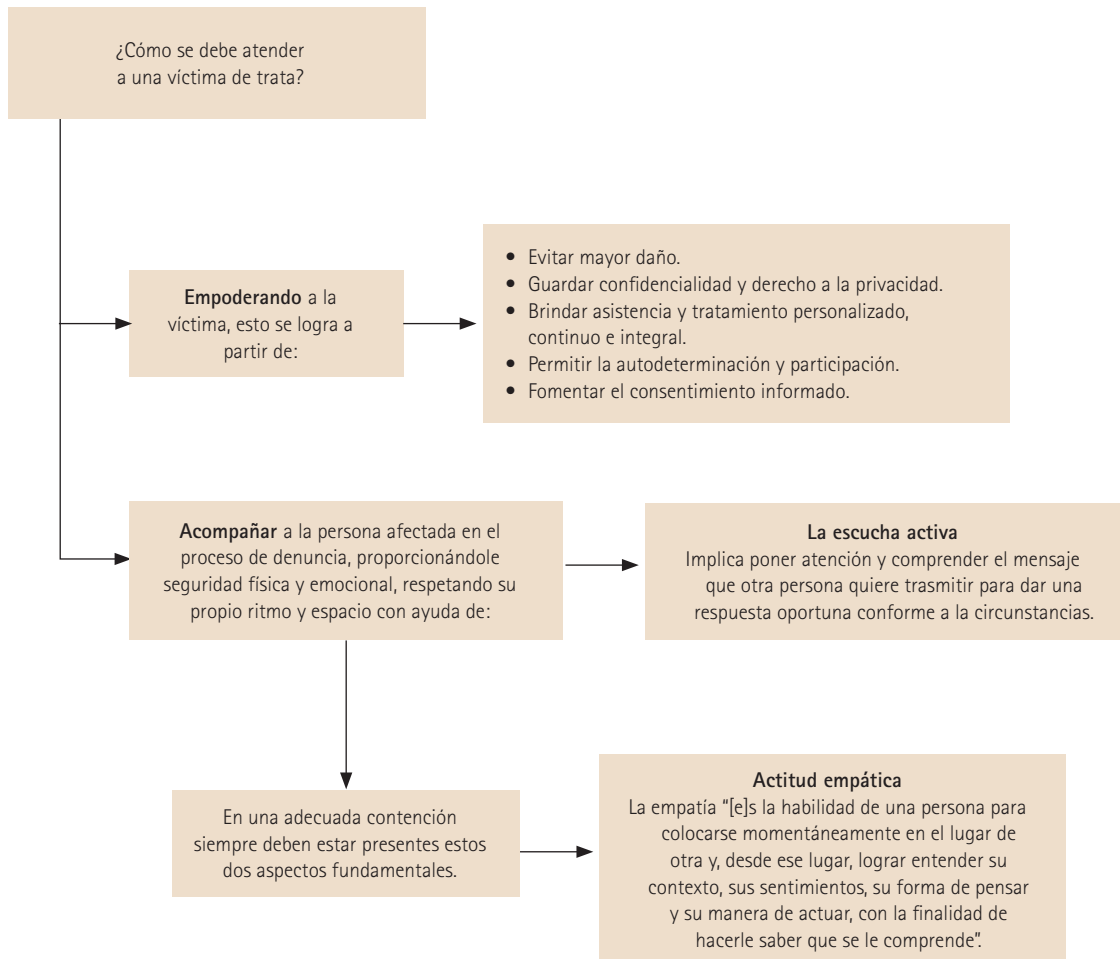 ¿Cómo se debe atender
a una víctima de trata?
Empoderando a la
víctima, esto se logra a
partir de:
• Evitar mayor daño.
• Guardar confidencialidad y derecho a la privacidad.
• Brindar asistencia y tratamiento personalizado,
continuo e integral.
• Permitir la autodeterminación y participación.
• Fomentar el consentimiento informado.
Acompañar a la persona afectada en el
proceso de denuncia, proporcionándole
seguridad física y emocional, respetando su
propio ritmo y espacio con ayuda de:
La escucha activa
Implica poner atención y comprender el mensaje
que otra persona quiere trasmitir para dar una
respuesta oportuna conforme a la circunstancias.
En una adecuada contención
siempre deben estar presentes estos
dos aspectos fundamentales.
Actitud empática
La empatía “[e]s la habilidad de una persona para
colocarse momentáneamente en el lugar de
otra y, desde ese lugar, lograr entender su
contexto, sus sentimientos, su forma de pensar
y su manera de actuar, con la finalidad de
hacerle saber que se le comprende”.